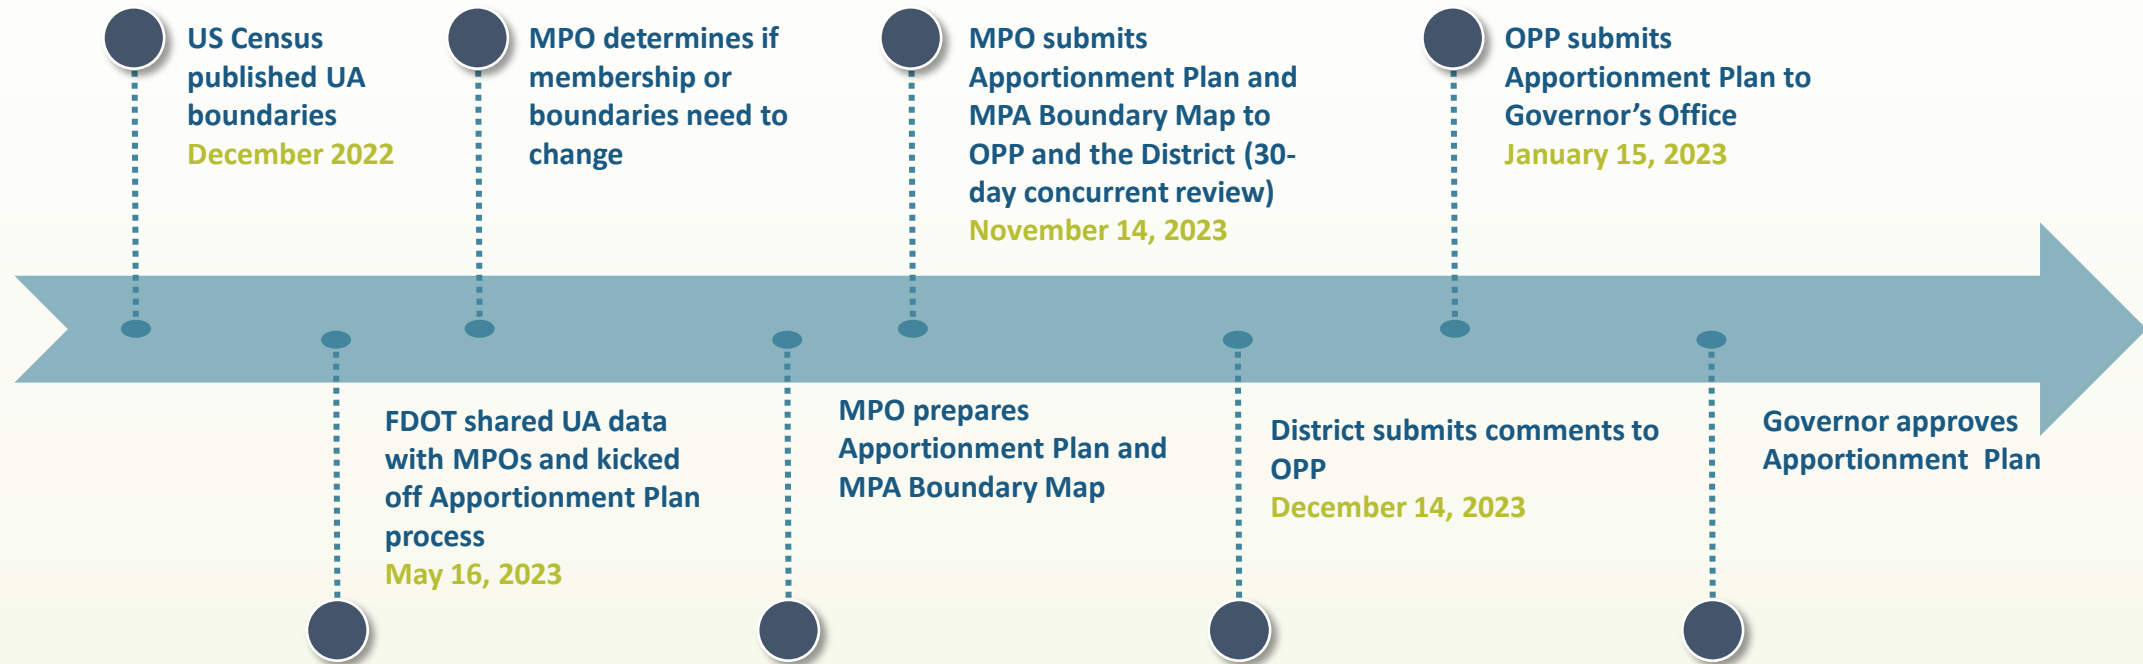 US Census
published UA
boundaries
December 2022
FDOT shared UA data
with MPOs and kicked
off Apportionment Plan
process
May 16, 2023
MPO determines if
membership or
boundaries need to
change
MPO prepares
Apportionment Plan and
MPA Boundary Map
MPO submits
Apportionment Plan and
MPA Boundary Map to
OPP and the District (30-
day concurrent review)
November 14, 2023
District submits comments to
OPP
December 14, 2023
OPP submits
Apportionment Plan to
Governor’s Office
January 15, 2023
Governor approves
Apportionment Plan